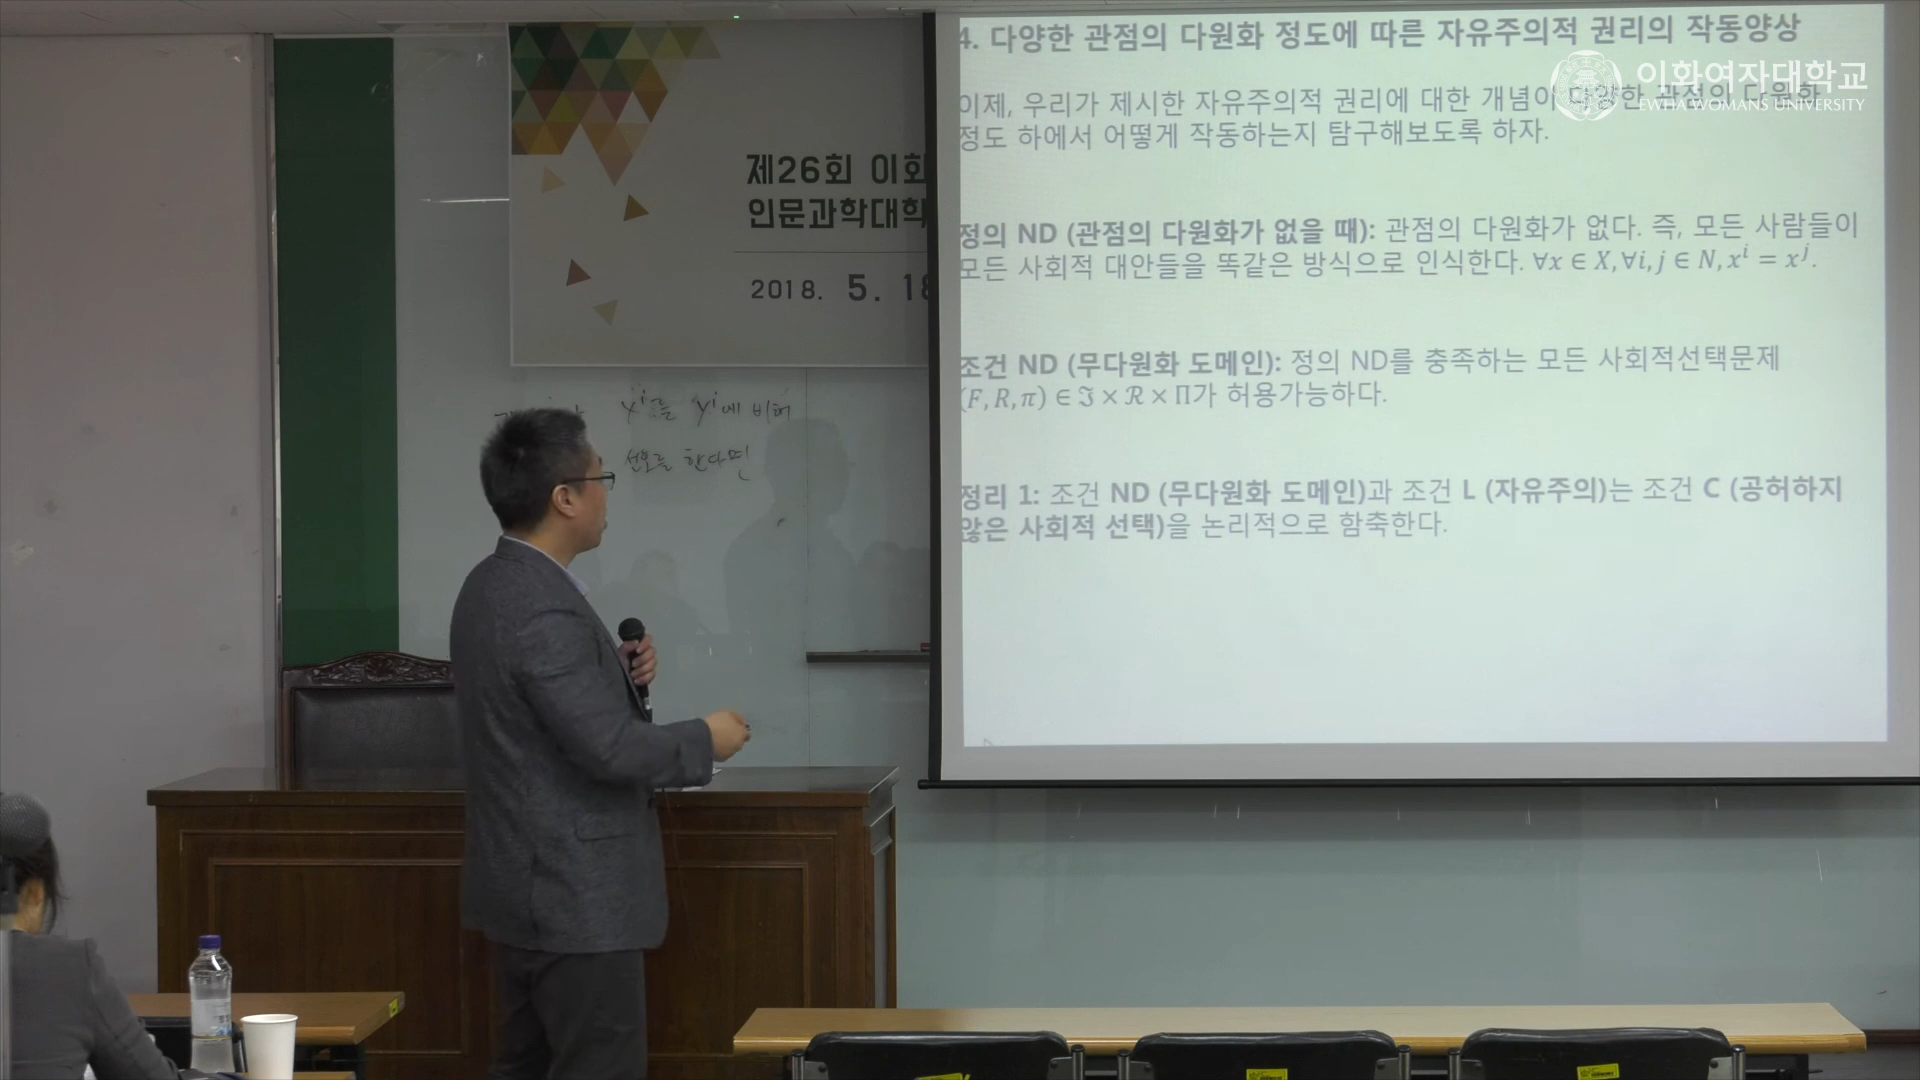 4. 다양한 관점의 다원화 정도에 따른 자유주의적 권리의 작동양상
이화여자대학교
EWHA WOMANS UNIVERSITY
이제, 우리가 제시한 자유주의적 권리에 대한 개념이 다양한 관점의 다원화
정도 하에서 어떻게 작동하는지 탐구해보도록 하자.
정의 ND (관점의 다원화가 없을 때): 관점의 다원화가 없다. 즉, 모든 사람들이
모든 사회적 대안들을 똑같은 방식으로 인식한다. ∀x ∈ X, ∀i, j ∈ N, xⁱ = xʲ.
조건 ND (무다원화 도메인): 정의 ND를 충족하는 모든 사회적선택문제
(F, R, π) ∈ ℑ × ℛ × Π가 허용가능하다.
정리 1: 조건 ND (무다원화 도메인)과 조건 L (자유주의)는 조건 C (공허하지
않은 사회적 선택)을 논리적으로 함축한다.
제26회 이화
인문과학대학
2018. 5. 18
xⁱ를 yⁱ에 비해
선호를 한다면